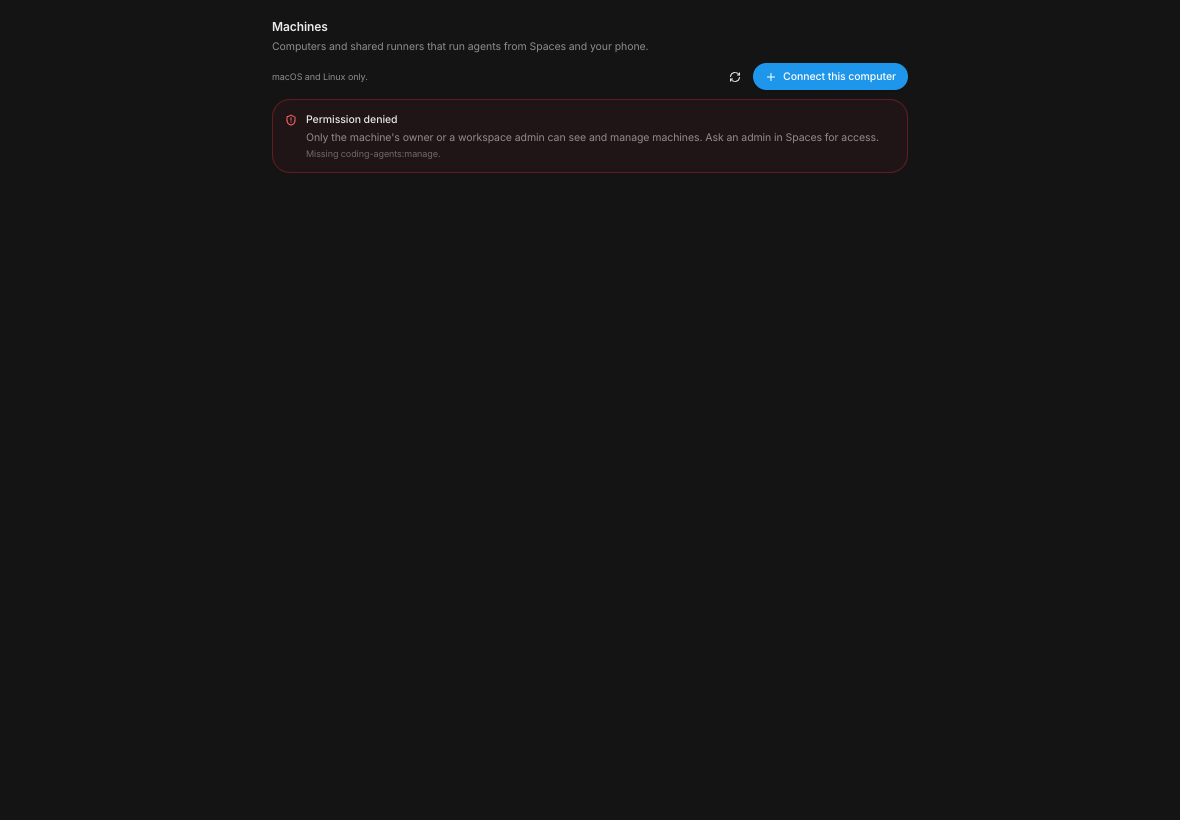 Machines
Computers and shared runners that run agents from Spaces and your phone.
macOS and Linux only.
Connect this computer
Permission denied
Only the machine's owner or a workspace admin can see and manage machines. Ask an admin in Spaces for access.
Missing coding-agents:manage.